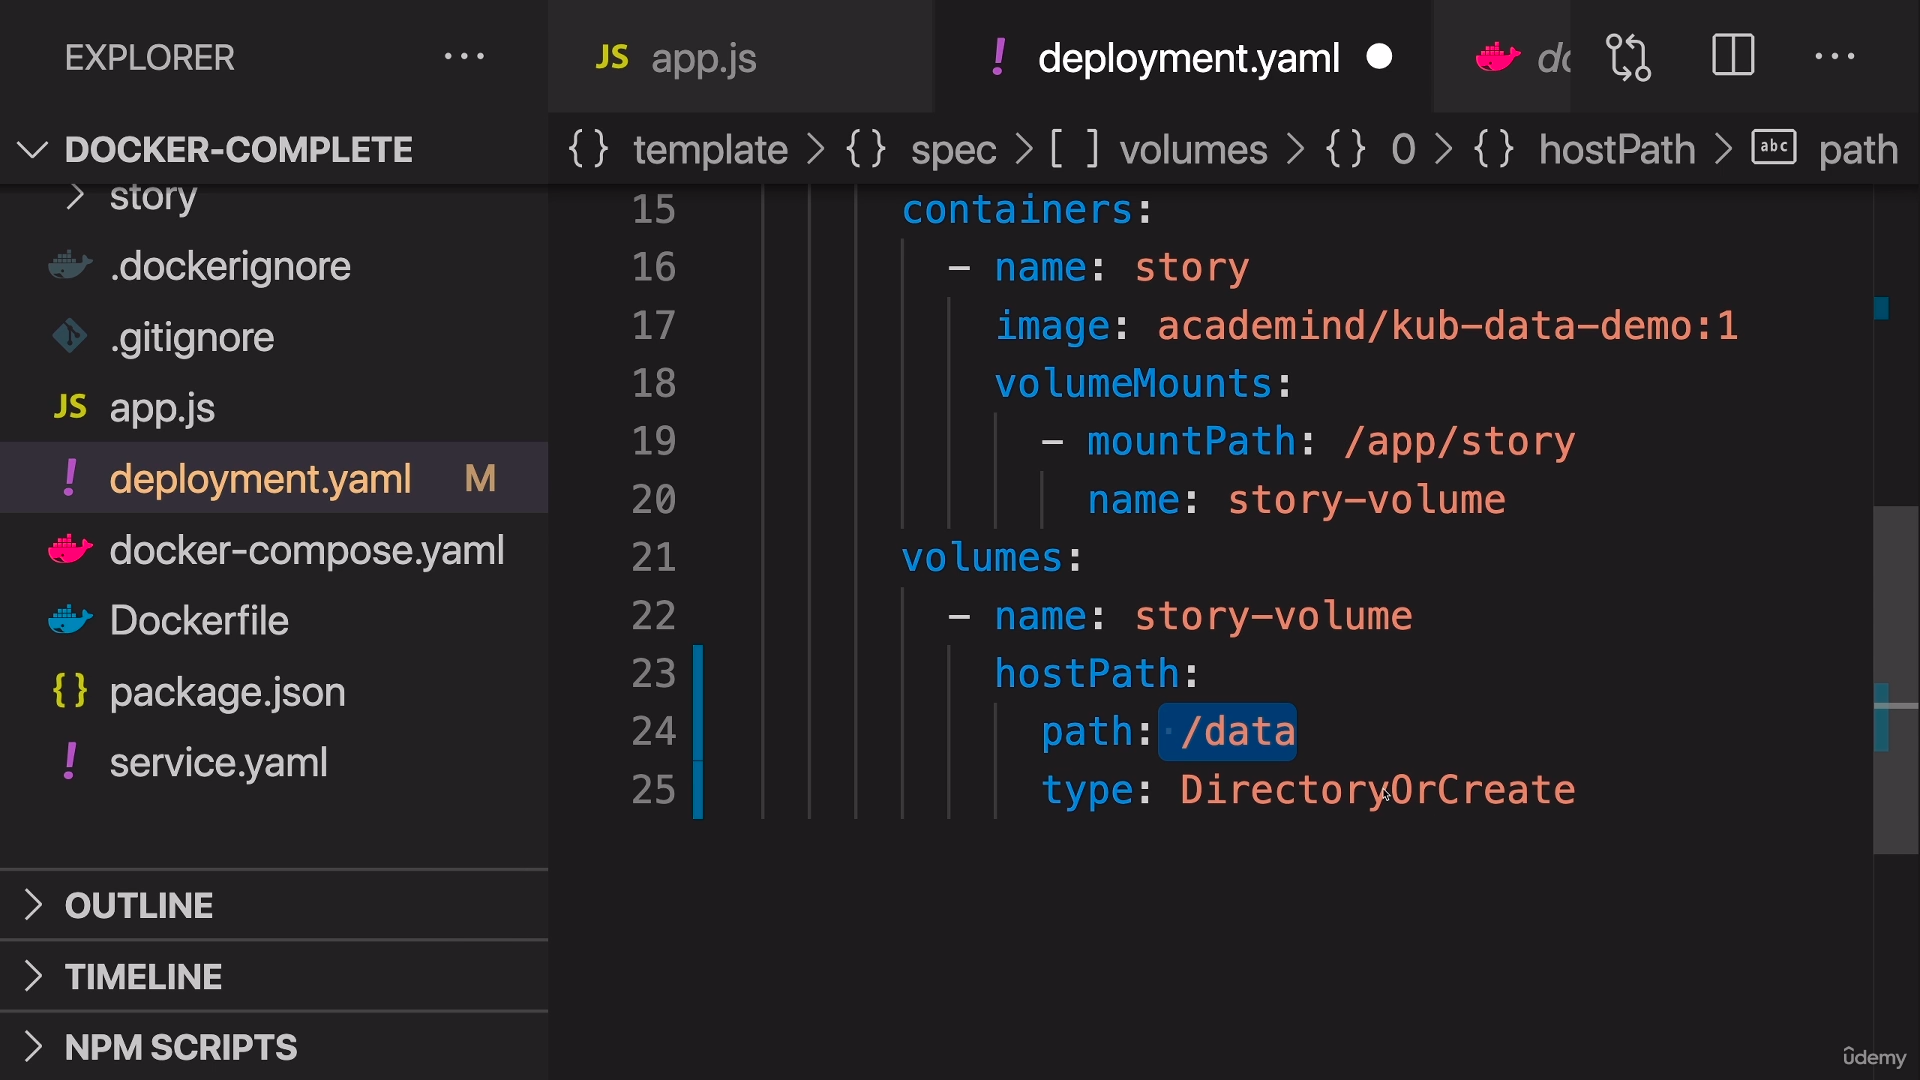 EXPLORER ...
JS app.js
! deployment.yaml
DOCKER-COMPLETE
{} template > {} spec > [ ] volumes > {} 0 > {} hostPath > abc path
story
.dockerignore
.gitignore
JS app.js
! deployment.yaml M
docker-compose.yaml
Dockerfile
{} package.json
! service.yaml
OUTLINE
TIMELINE
NPM SCRIPTS
15 containers:
16 - name: story
17 image: academind/kub-data-demo:1
18 volumeMounts:
19 - mountPath: /app/story
20 name: story-volume
21 volumes:
22 - name: story-volume
23 hostPath:
24 path: /data
25 type: DirectoryOrCreate
udemy